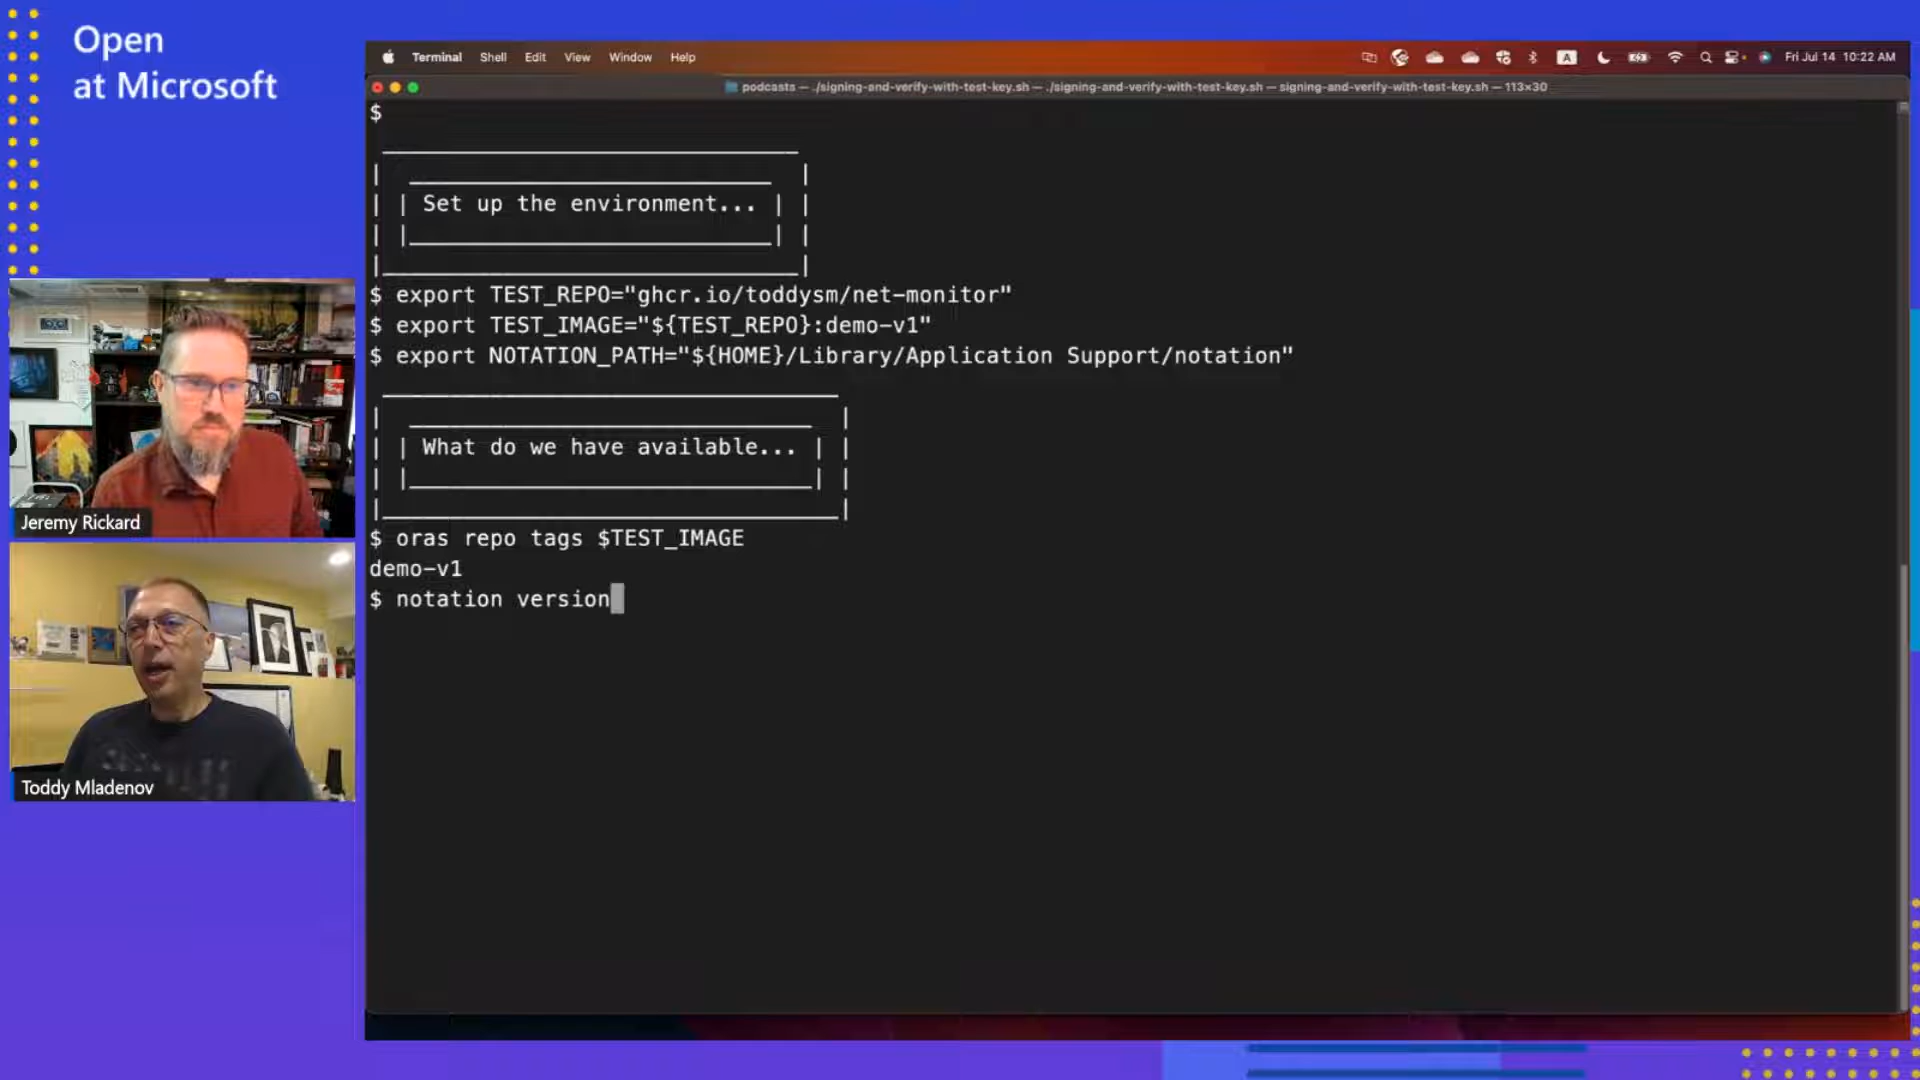 Open
at Microsoft
Terminal Shell Edit View Window Help
A
Fri Jul 14 10:22 AM
podcasts — ./signing-and-verify-with-test-key.sh — ./signing-and-verify-with-test-key.sh — signing-and-verify-with-test-key.sh — 113×30
$
Set up the environment...
$ export TEST_REPO="ghcr.io/toddysm/net-monitor"
$ export TEST_IMAGE="${TEST_REPO}:demo-v1"
$ export NOTATION_PATH="${HOME}/Library/Application Support/notation"
What do we have available...
$ oras repo tags $TEST_IMAGE
demo-v1
$ notation version
Jeremy Rickard
Toddy Mladenov